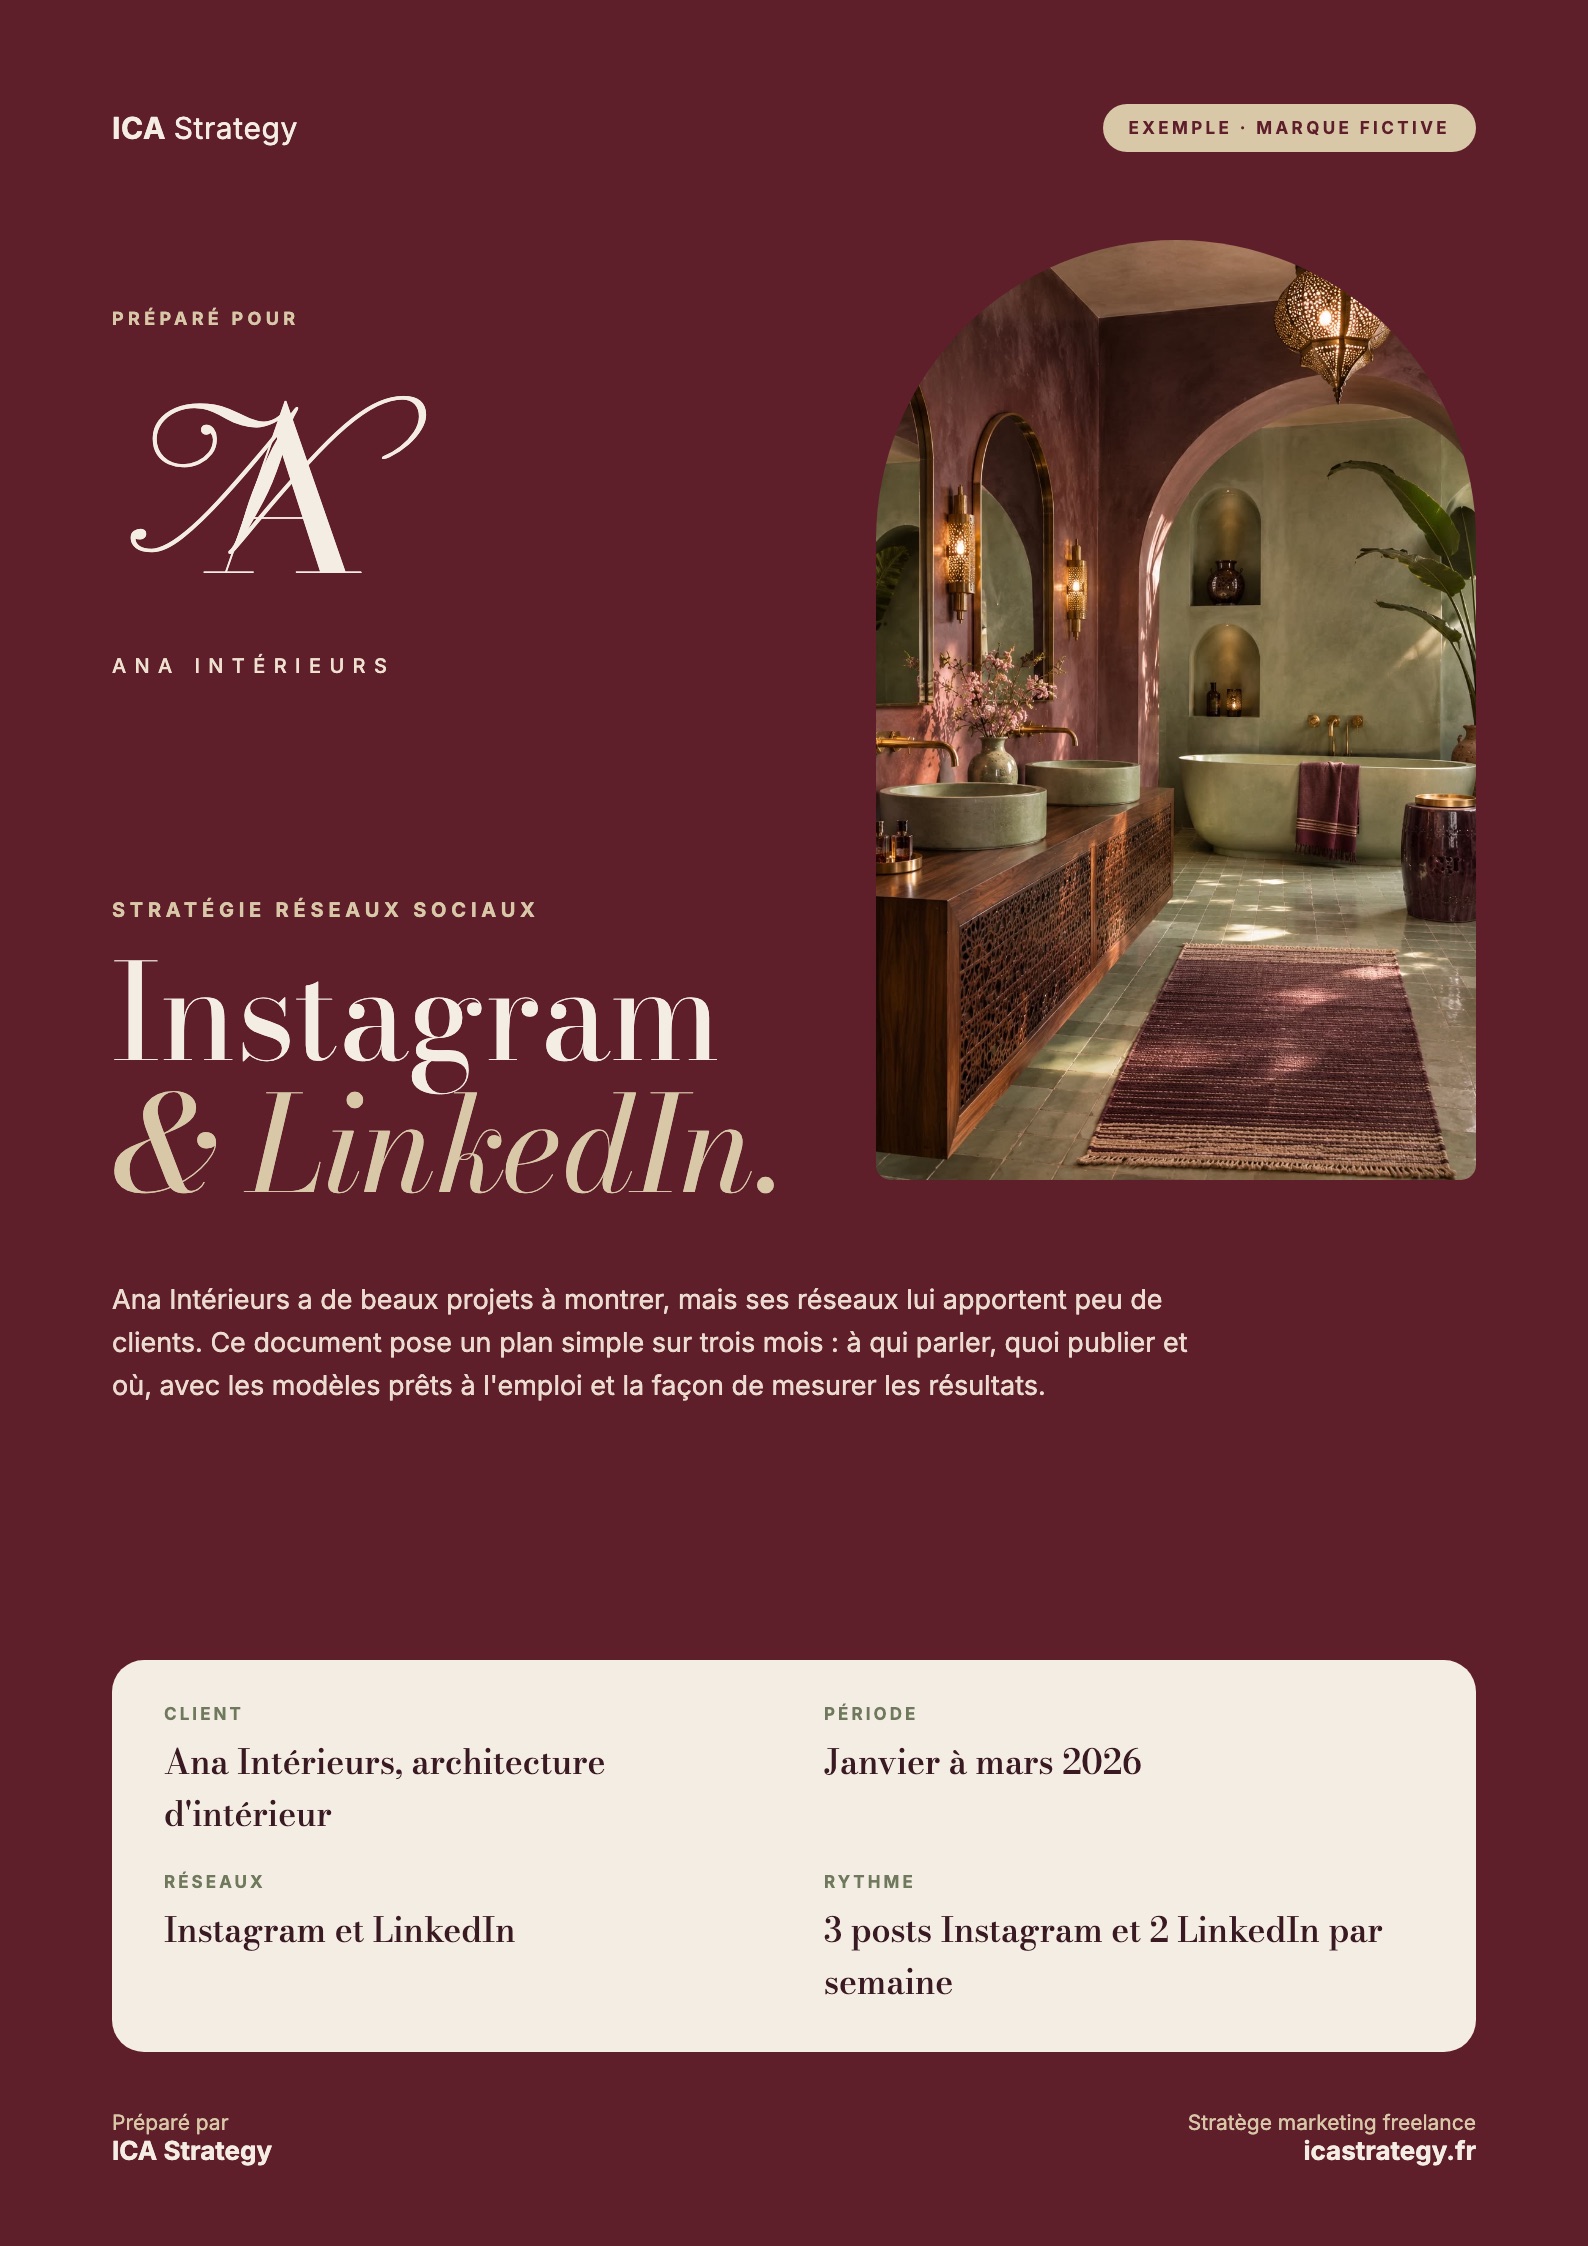 ICA Strategy
EXEMPLE · MARQUE FICTIVE
PRÉPARÉ POUR
A
ANA INTÉRIEURS
STRATÉGIE RÉSEAUX SOCIAUX
Instagram
& LinkedIn.
Ana Intérieurs a de beaux projets à montrer, mais ses réseaux lui apportent peu de
clients. Ce document pose un plan simple sur trois mois : à qui parler, quoi publier et
où, avec les modèles prêts à l'emploi et la façon de mesurer les résultats.
CLIENT
Ana Intérieurs, architecture
d'intérieur
PÉRIODE
Janvier à mars 2026
RÉSEAUX
Instagram et LinkedIn
RYTHME
3 posts Instagram et 2 LinkedIn par
semaine
Préparé par
ICA Strategy
Stratège marketing freelance
icastrategy.fr